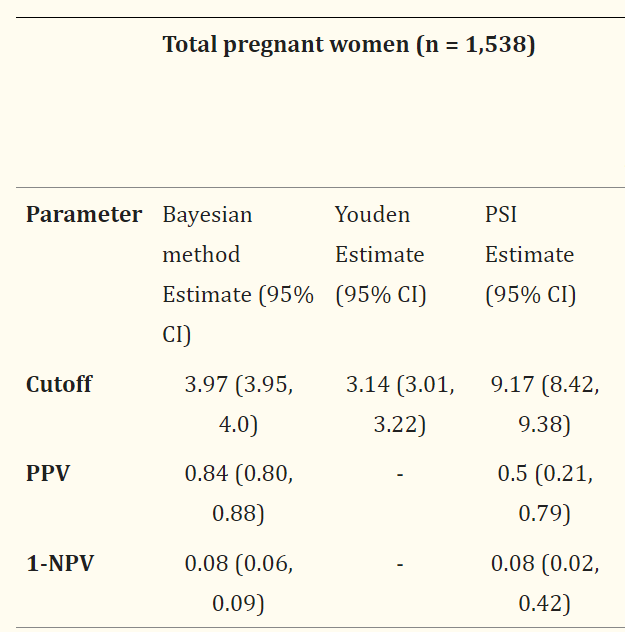 Total pregnant women (n = 1,538)
Parameter Bayesian Youden PSI
method Estimate Estimate
Estimate (95% (95% CI) (95% CI)
CI)
Cutoff 3.97 (3.95, 3.14 (3.01, 9.17 (8.42,
4.0) 3.22) 9.38)
PPV 0.84 (0.80, - 0.5 (0.21,
0.88) 0.79)
1-NPV 0.08 (0.06, - 0.08 (0.02,
0.09) 0.42)